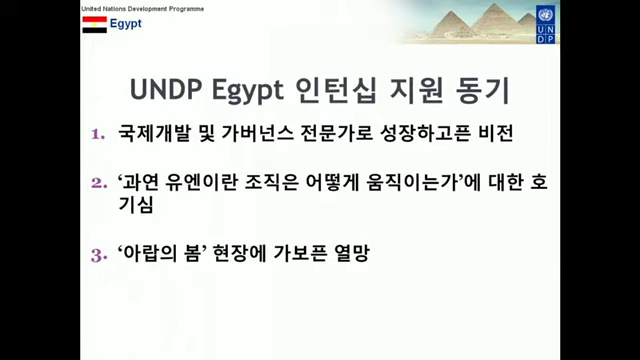 United Nations Development Programme
Egypt
U N
D P
UNDP Egypt 인턴십 지원 동기
1. 국제개발 및 가버넌스 전문가로 성장하고픈 비전
2. ‘과연 유엔이란 조직은 어떻게 움직이는가’에 대한 호
기심
3. ‘아랍의 봄’ 현장에 가보픈 열망